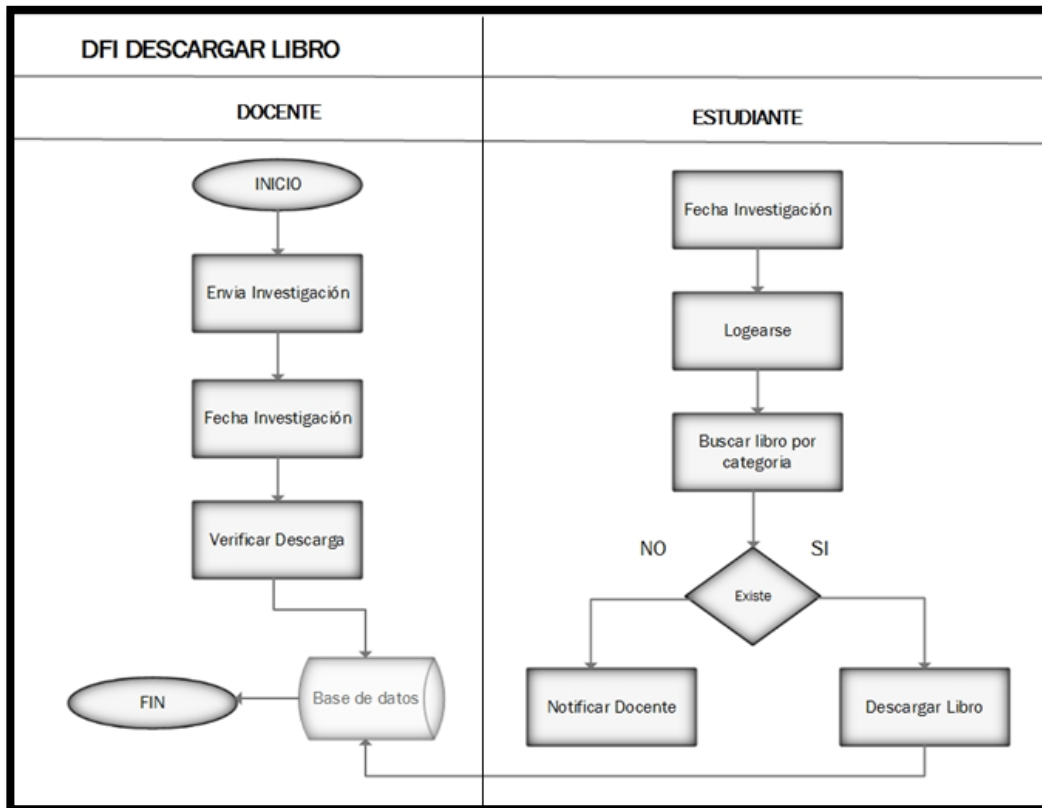 DFI DESCARGAR LIBRO
DOCENTE
INICIO
Envia Investigación
Fecha Investigación
Verificar Descarga
Base de datos
FIN
ESTUDIANTE
Fecha Investigación
Logearse
Buscar libro por
categoria
NO
SI
Existe
Notificar Docente
Descargar Libro